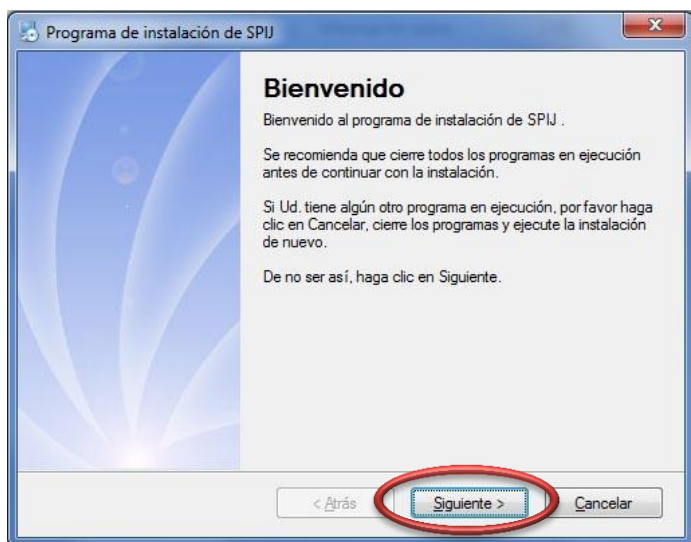 Programa de instalación de SPIJ
Bienvenido
Bienvenido al programa de instalación de SPIJ .
Se recomienda que cierre todos los programas en ejecución
antes de continuar con la instalación.
Si Ud. tiene algún otro programa en ejecución, por favor haga
clic en Cancelar, cierre los programas y ejecute la instalación
de nuevo.
De no ser así, haga clic en Siguiente.
< Atrás
Siguiente >
Cancelar